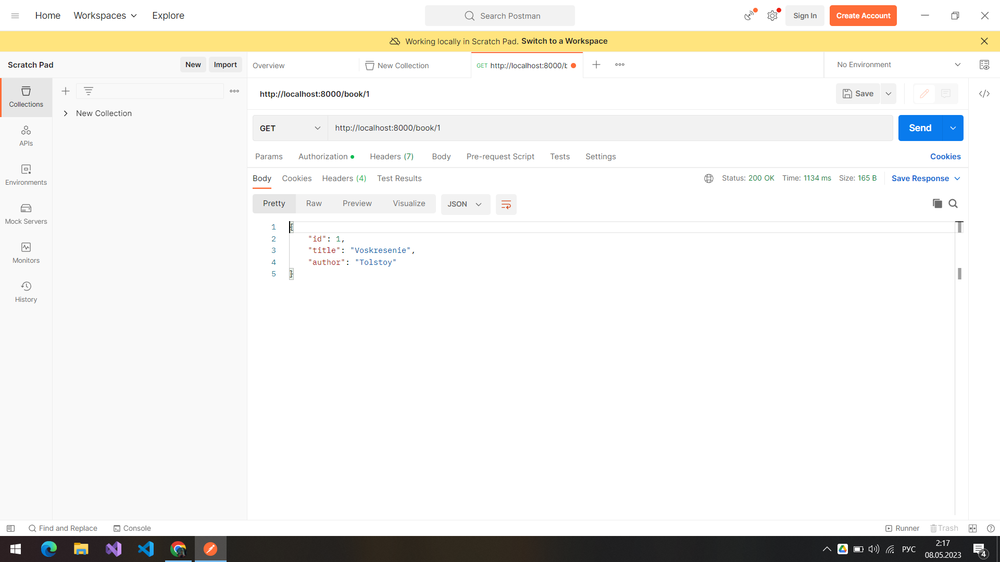 Home Workspaces Explore Search Postman Sign In Create Account
Working locally in Scratch Pad. Switch to a Workspace
Scratch Pad New Import Overview New Collection GET http://localhost:8000/b No Environment
http://localhost:8000/book/1 Save
Collections
New Collection
GET http://localhost:8000/book/1 Send
APIs
Params Authorization Headers (7) Body Pre-request Script Tests Settings Cookies
Environments
Body Cookies Headers (4) Test Results Status: 200 OK Time: 1134 ms Size: 165 B Save Response
Pretty Raw Preview Visualize JSON
Mock Servers
1 {
2 "id": 1,
3 "title": "Voskresenie",
4 "author": "Tolstoy"
5 }
Monitors
History
Find and Replace Console Runner Trash
РУС 2:17
08.05.2023 4